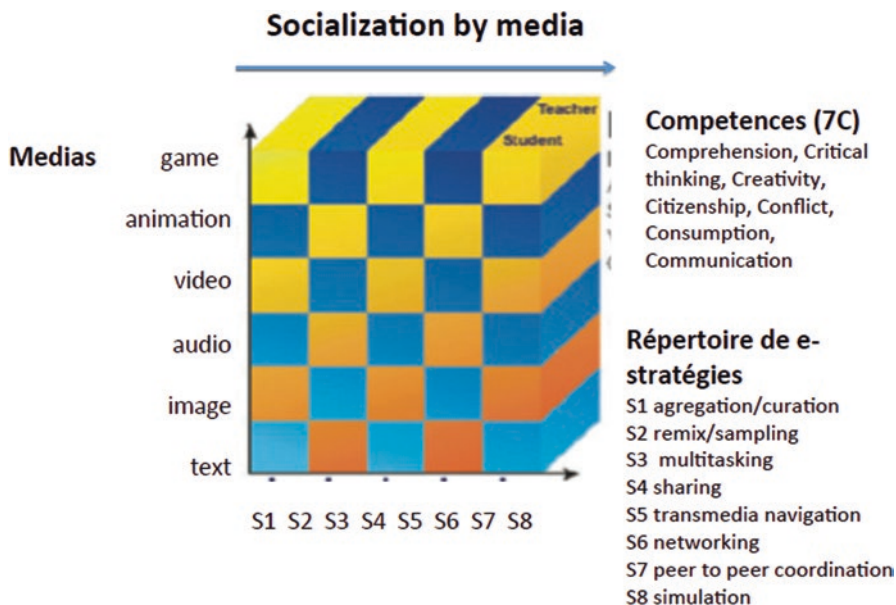 Socialization by media
Teacher
Student
Medias
game
animation
video
audio
image
text
S1 S2 S3 S4 S5 S6 S7 S8
Competences (7C)
Comprehension, Critical
thinking, Creativity,
Citizenship, Conflict,
Consumption,
Communication
Répertoire de e-
stratégies
S1 agregation/curation
S2 remix/sampling
S3 multitasking
S4 sharing
S5 transmedia navigation
S6 networking
S7 peer to peer coordination
S8 simulation